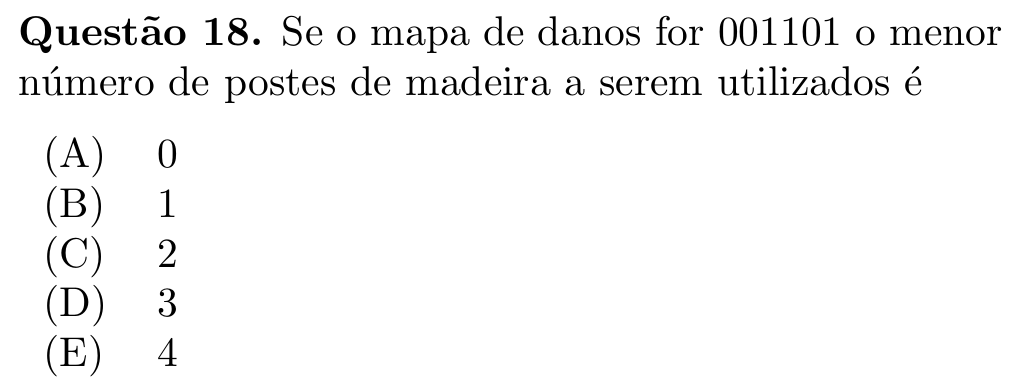 Questão 18. Se o mapa de danos for 001101 o menor
número de postes de madeira a serem utilizados é
(A) 0
(B) 1
(C) 2
(D) 3
(E) 4